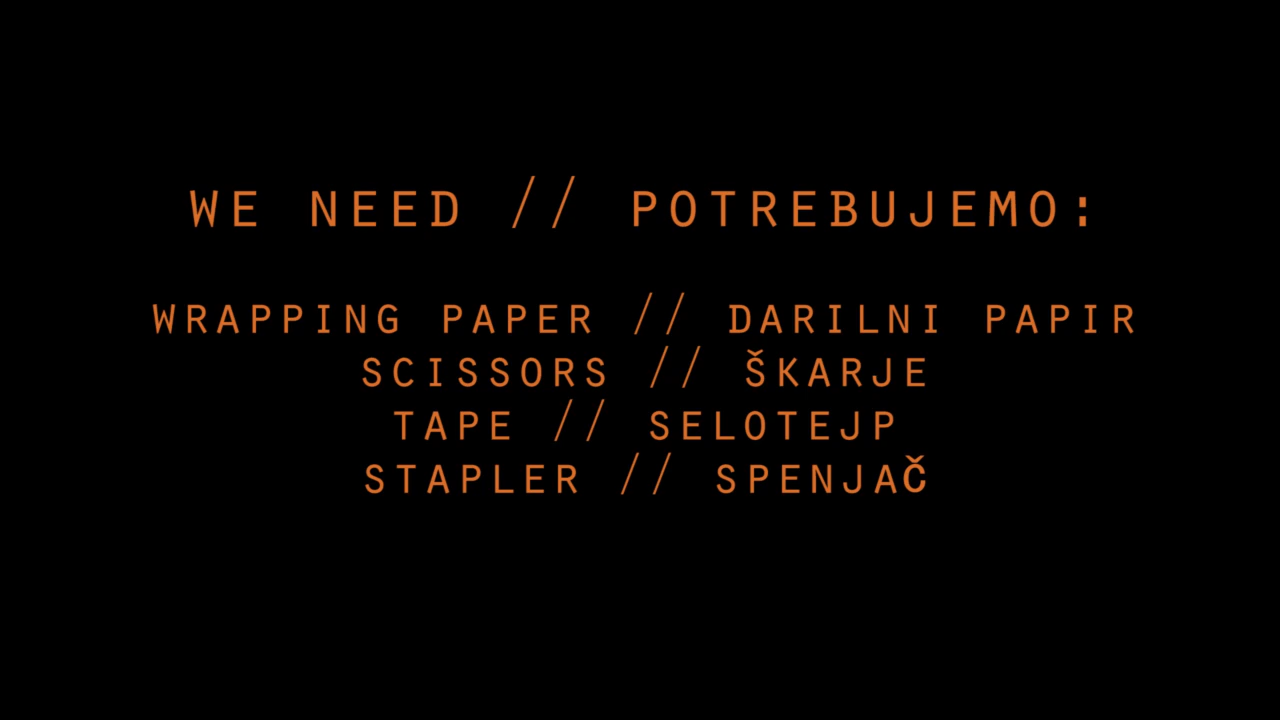 WE NEED // POTREBUJEMO:
WRAPPING PAPER // DARILNI PAPIR
SCISSORS // ŠKARJE
TAPE // SELOTEJP
STAPLER // SPENJAČ